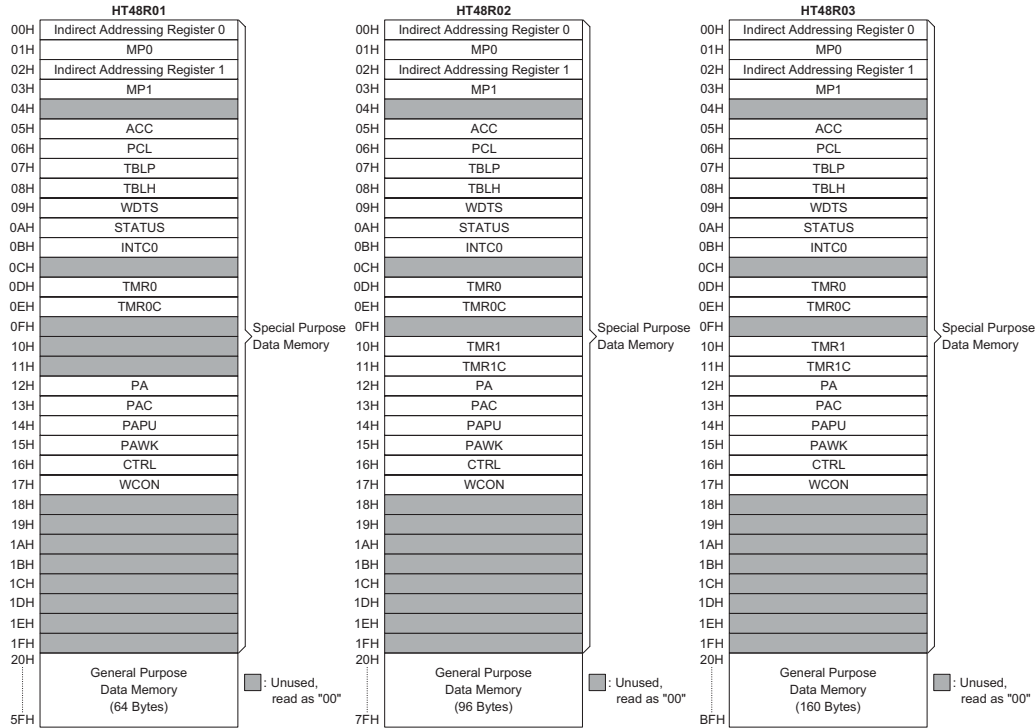 HT48R01
00H Indirect Addressing Register 0
01H MP0
02H Indirect Addressing Register 1
03H MP1
04H
05H ACC
06H PCL
07H TBLP
08H TBLH
09H WDTS
0AH STATUS
0BH INTC0
0CH
0DH TMR0
0EH TMR0C
0FH
10H
11H
12H PA
13H PAC
14H PAPU
15H PAWK
16H CTRL
17H WCON
18H
19H
1AH
1BH
1CH
1DH
1EH
1FH
20H
General Purpose
Data Memory
(64 Bytes)
5FH
Special Purpose
Data Memory
: Unused,
read as "00"
HT48R02
00H Indirect Addressing Register 0
01H MP0
02H Indirect Addressing Register 1
03H MP1
04H
05H ACC
06H PCL
07H TBLP
08H TBLH
09H WDTS
0AH STATUS
0BH INTC0
0CH
0DH TMR0
0EH TMR0C
0FH
10H TMR1
11H TMR1C
12H PA
13H PAC
14H PAPU
15H PAWK
16H CTRL
17H WCON
18H
19H
1AH
1BH
1CH
1DH
1EH
1FH
20H
General Purpose
Data Memory
(96 Bytes)
7FH
Special Purpose
Data Memory
: Unused,
read as "00"
HT48R03
00H Indirect Addressing Register 0
01H MP0
02H Indirect Addressing Register 1
03H MP1
04H
05H ACC
06H PCL
07H TBLP
08H TBLH
09H WDTS
0AH STATUS
0BH INTC0
0CH
0DH TMR0
0EH TMR0C
0FH
10H TMR1
11H TMR1C
12H PA
13H PAC
14H PAPU
15H PAWK
16H CTRL
17H WCON
18H
19H
1AH
1BH
1CH
1DH
1EH
1FH
20H
General Purpose
Data Memory
(160 Bytes)
BFH
Special Purpose
Data Memory
: Unused,
read as "00"